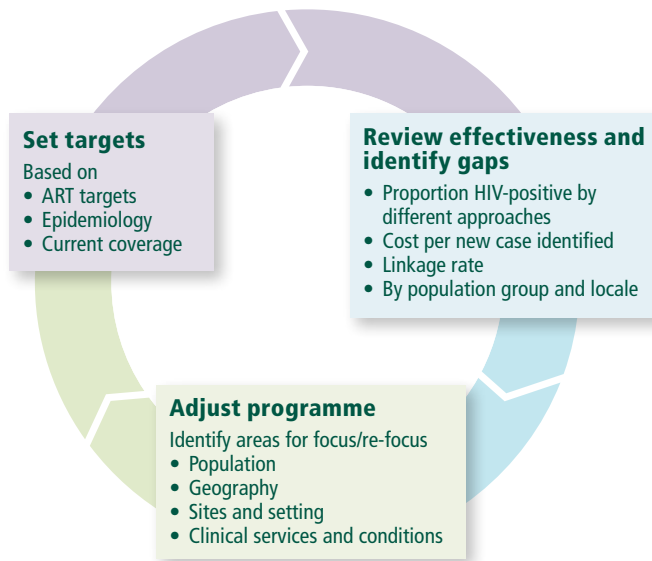 Set targets
Based on
• ART targets
• Epidemiology
• Current coverage
Review effectiveness and
identify gaps
• Proportion HIV-positive by
different approaches
• Cost per new case identified
• Linkage rate
• By population group and locale
Adjust programme
Identify areas for focus/re-focus
• Population
• Geography
• Sites and setting
• Clinical services and conditions